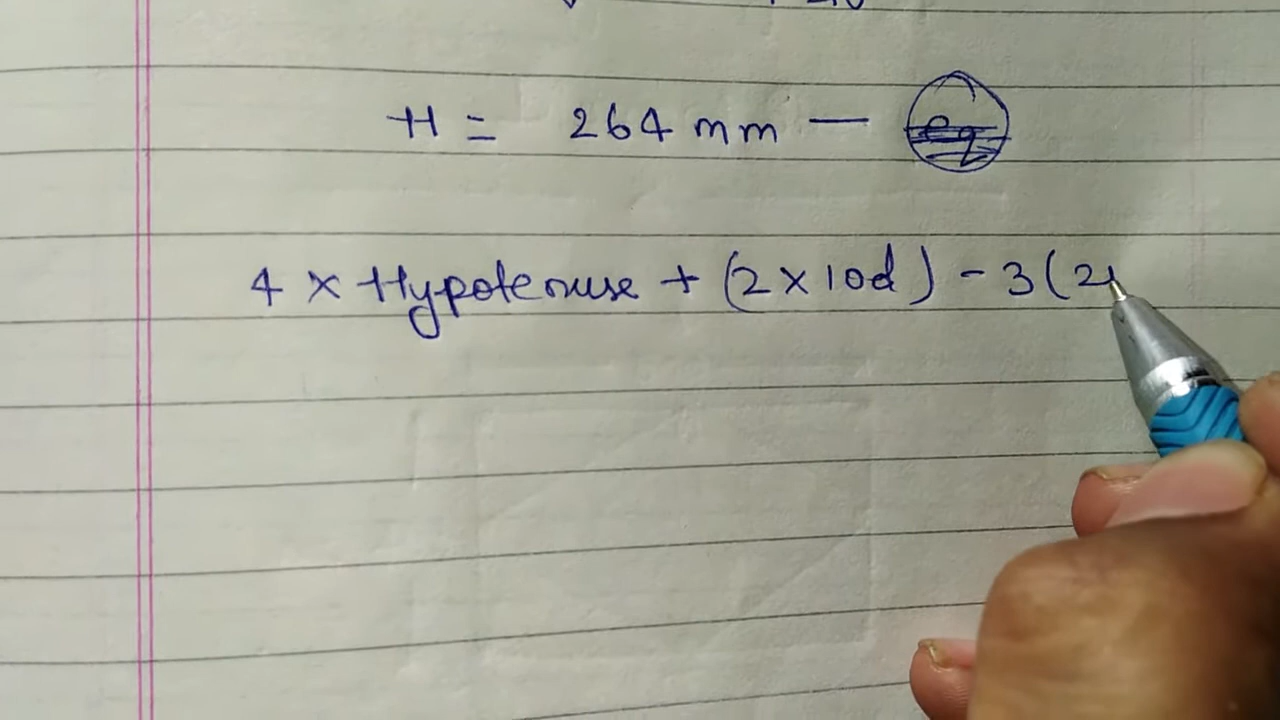 H = 264 mm —
4 × Hypotenuse + (2 × 10d) - 3 (2